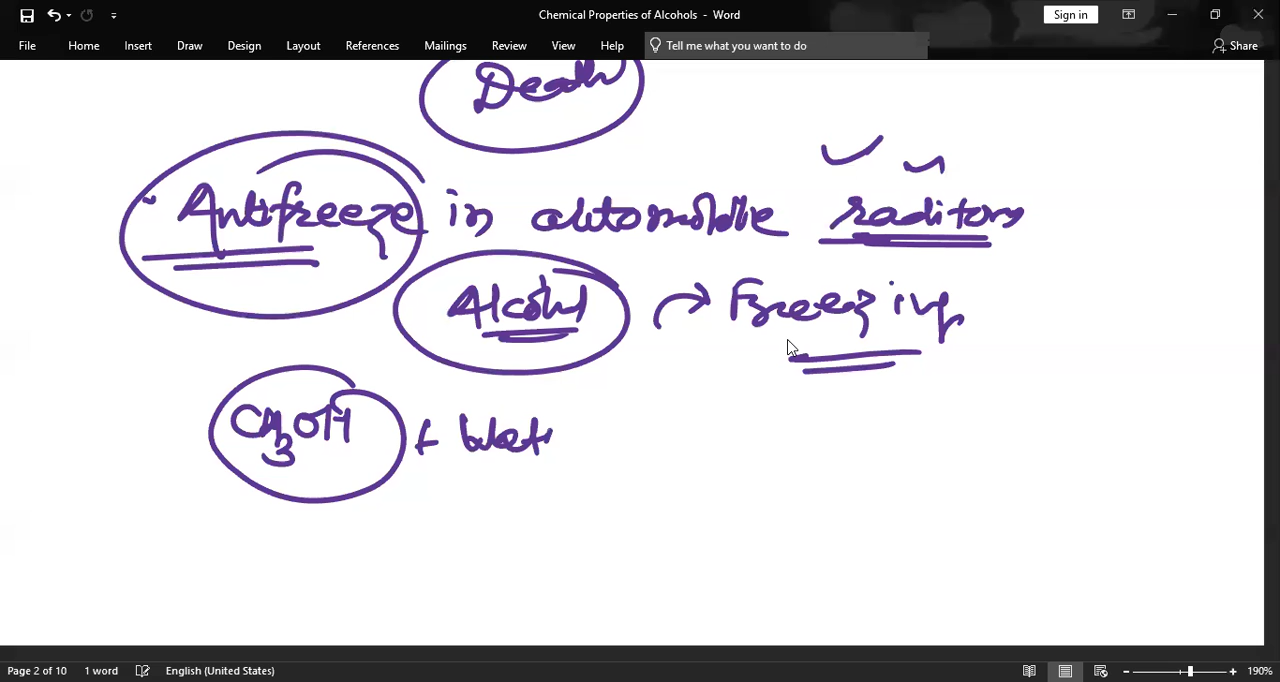 Chemical Properties of Alcohols - Word
Sign in
File Home Insert Draw Design Layout References Mailings Review View Help Tell me what you want to do Share
Death
Antifreeze in automobile raditors
Alcohol → Freezing
CH3OH + Wate
Page 2 of 10 1 word English (United States) 190%